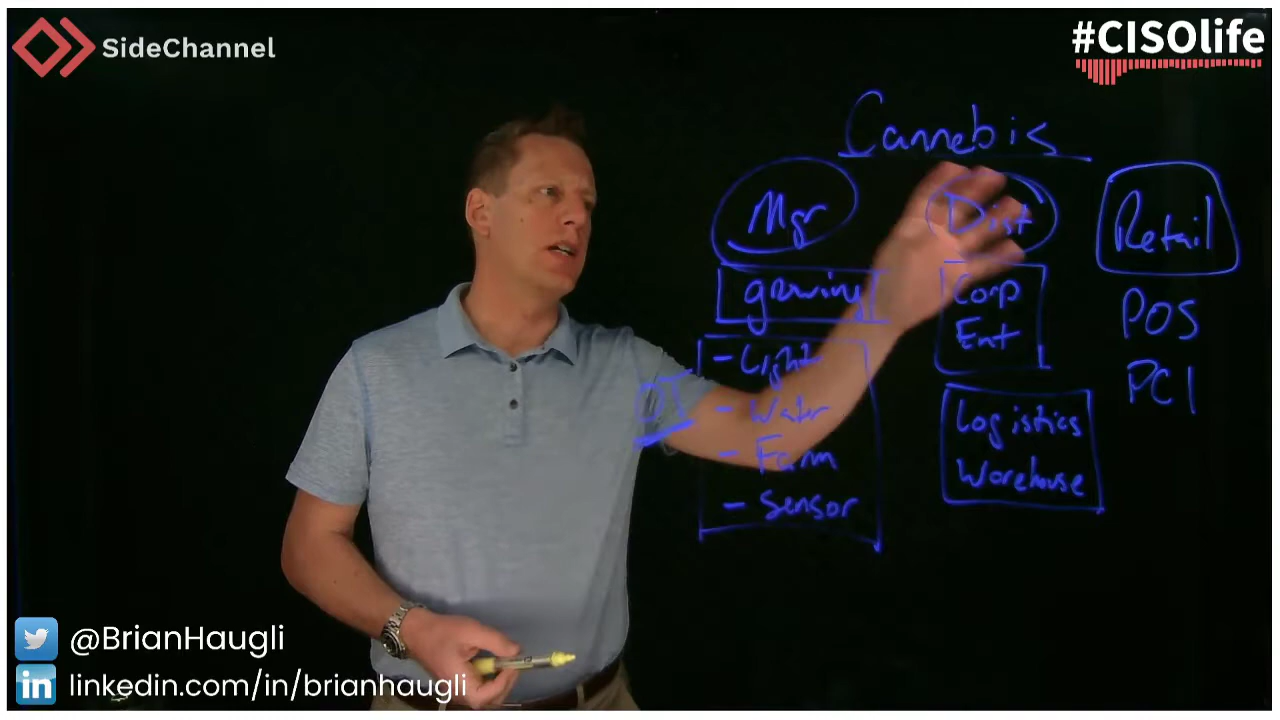 SideChannel
#CISOlife
Cannebis
Mgr
Dist
Retail
growing
Corp
Ent
POS
PCI
OT
- Light
- Water
- Farm
- Sensor
Logistics
Warehouse
@BrianHaugli
linkedin.com/in/brianhaugli